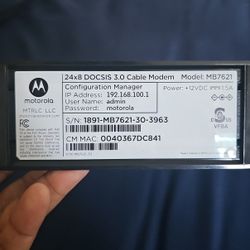 24x8 DOCSIS 3.0 Cable Modem Model: MB7621
Configuration Manager
IP Address 192.168.100.1
User Name admin
Password motorola
Power: +12VDC 1.5A
motorola
MTRLC LLC
S/N: 1891-MB7621-30-3963
CM MAC: 0040367DC841